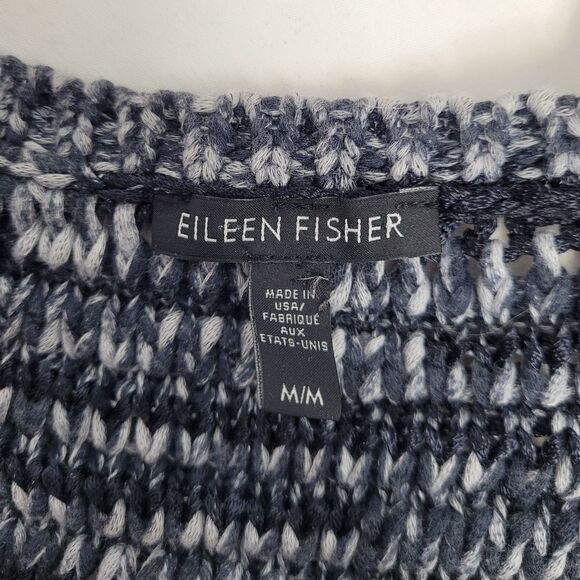 EILEEN FISHER
MADE IN
USA/
FABRIQUÉ
AUX
ETATS-UNIS
M/M